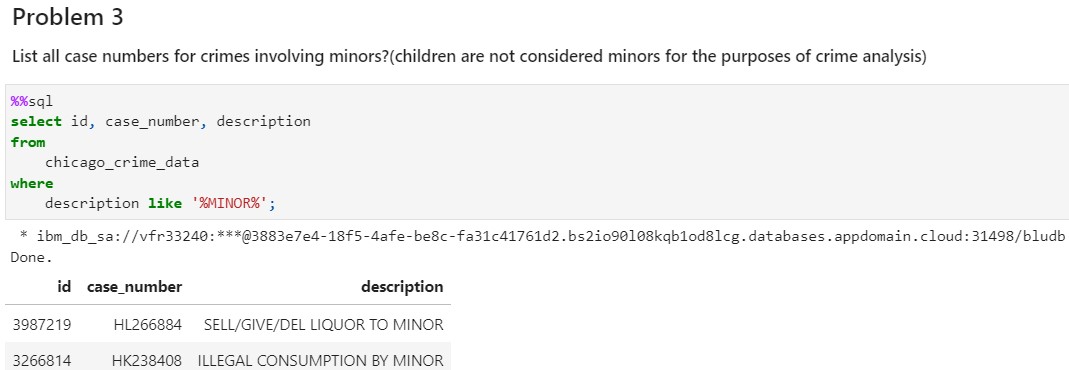 Problem 3
List all case numbers for crimes involving minors?(children are not considered minors for the purposes of crime analysis)
%%sql
select id, case_number, description
from
    chicago_crime_data
where
    description like '%MINOR%';
* ibm_db_sa://vfr33240:***@3883e7e4-18f5-4afe-be8c-fa31c41761d2.bs2io90l08kqb1od8lcg.databases.appdomain.cloud:31498/bludb
Done.
id case_number description
3987219 HL266884 SELL/GIVE/DEL LIQUOR TO MINOR
3266814 HK238408 ILLEGAL CONSUMPTION BY MINOR